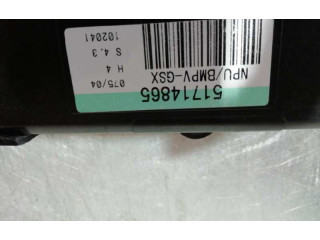 51714865
NPU/BMPV-GSX
075/04
H 4
S 4.3
102041